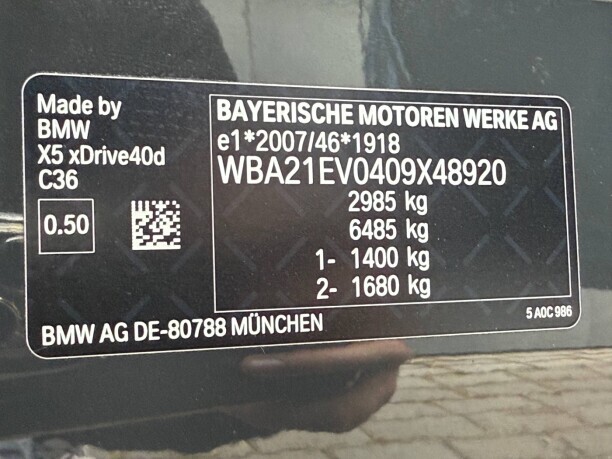 Made by
BMW
X5 xDrive40d
C36
0.50
BAYERISCHE MOTOREN WERKE AG
e1*2007/46*1918
WBA21EV0409X48920
2985 kg
6485 kg
1- 1400 kg
2- 1680 kg
BMW AG DE-80788 MÜNCHEN
5 A0C 986